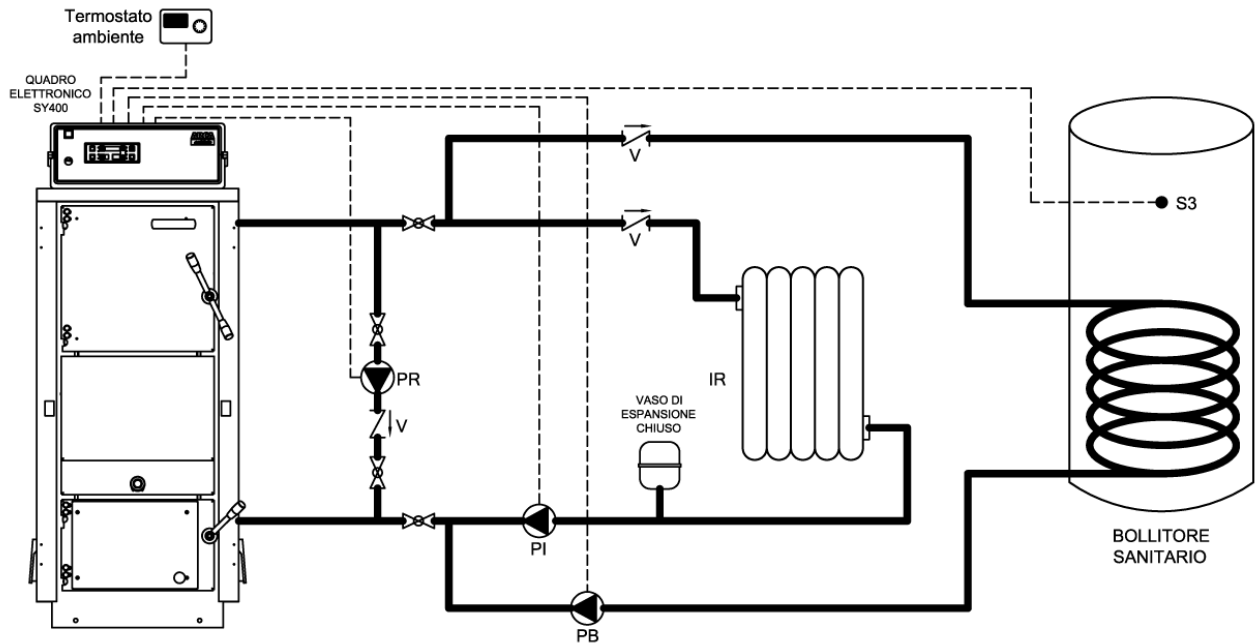 Termostato
ambiente
QUADRO
ELETTRONICO
SY400
V
V
S3
PR
V
IR
VASO DI
ESPANSIONE
CHIUSO
PI
PB
BOLLITORE
SANITARIO